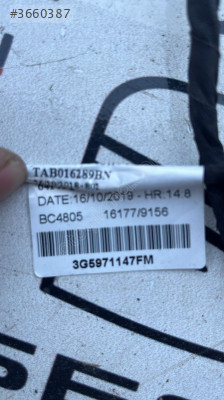 #3660387
TAB016289BN
DATE:16/10/2019 - HR:14.8
BC4805 16177/9156
3G5971147FM